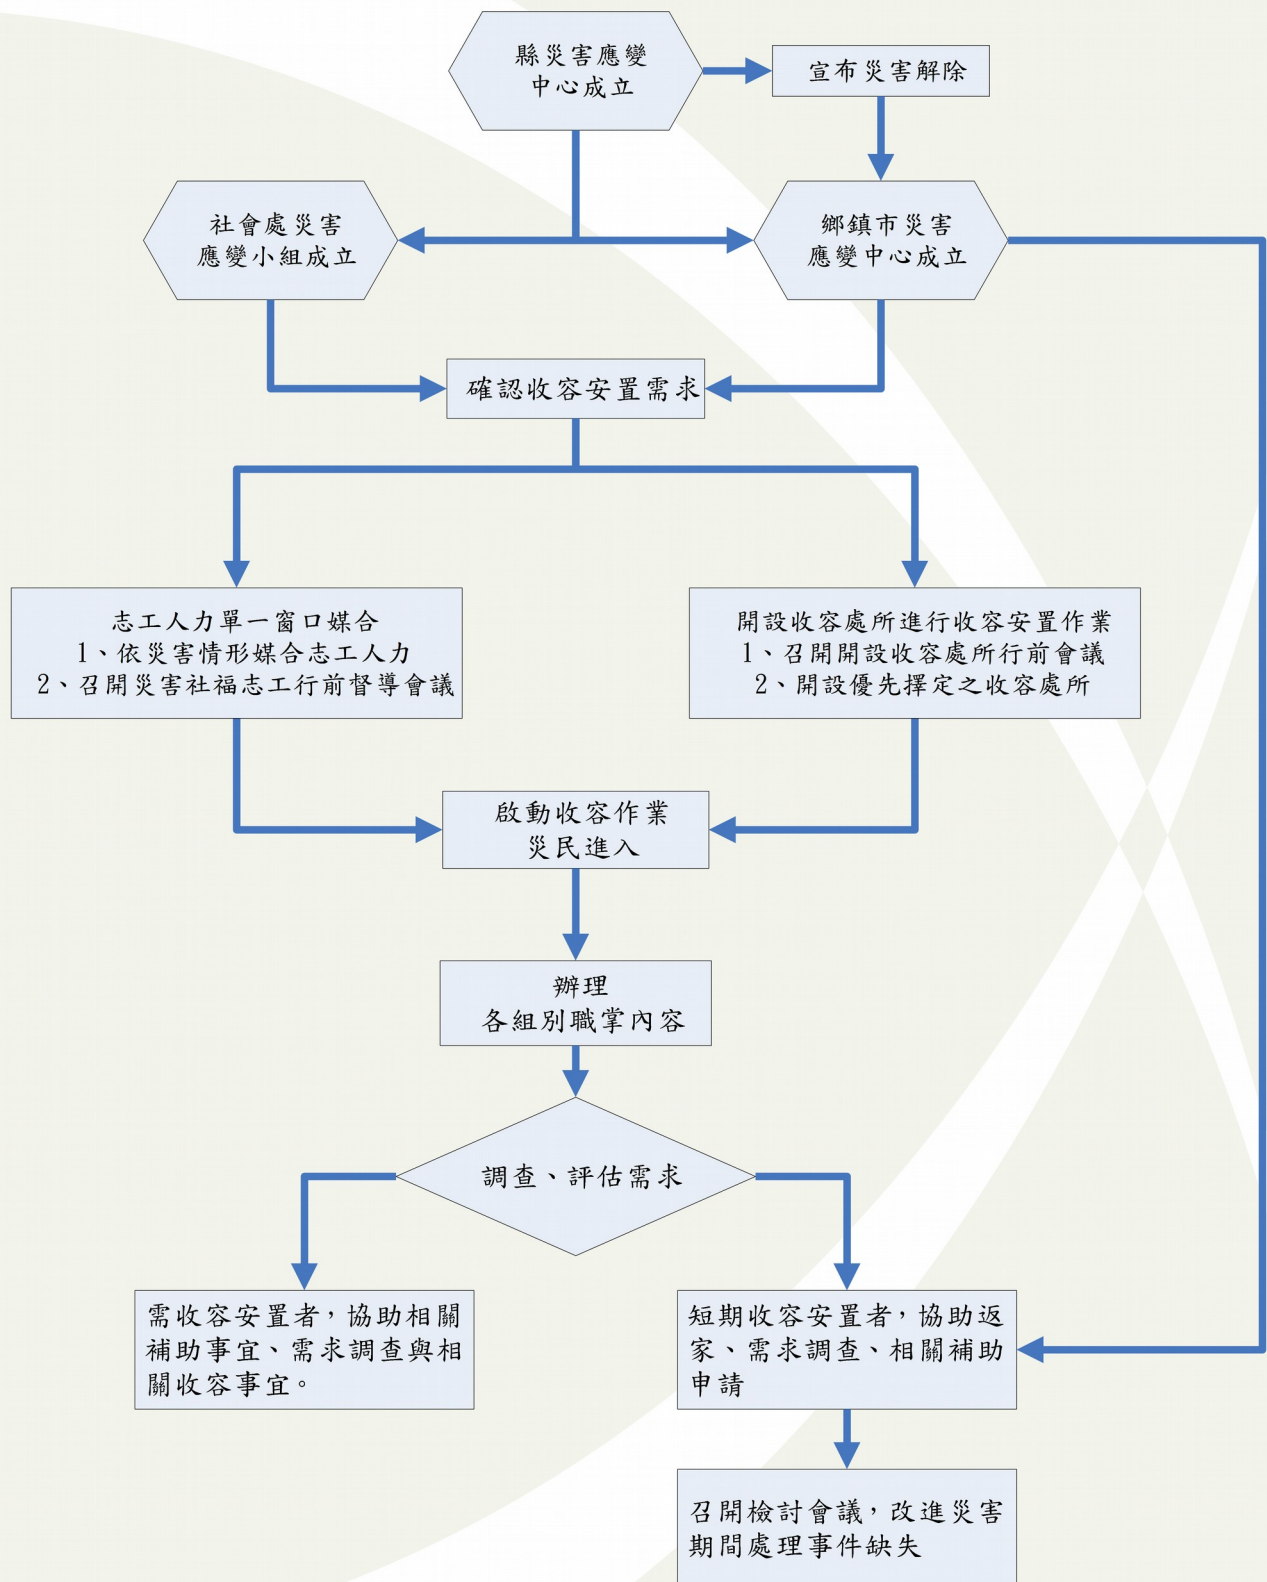 縣災害應變
中心成立
宣布災害解除
社會處災害
應變小組成立
鄉鎮市災害
應變中心成立
確認收容安置需求
志工人力單一窗口媒合
1、依災害情形媒合志工人力
2、召開災害社福志工行前督導會議
開設收容處所進行收容安置作業
1、召開開設收容處所行前會議
2、開設優先擇定之收容處所
啟動收容作業
災民進入
辦理
各組別職掌內容
調查、評估需求
需收容安置者，協助相關
補助事宜、需求調查與相
關收容事宜。
短期收容安置者，協助返
家、需求調查、相關補助
申請
召開檢討會議，改進災害
期間處理事件缺失